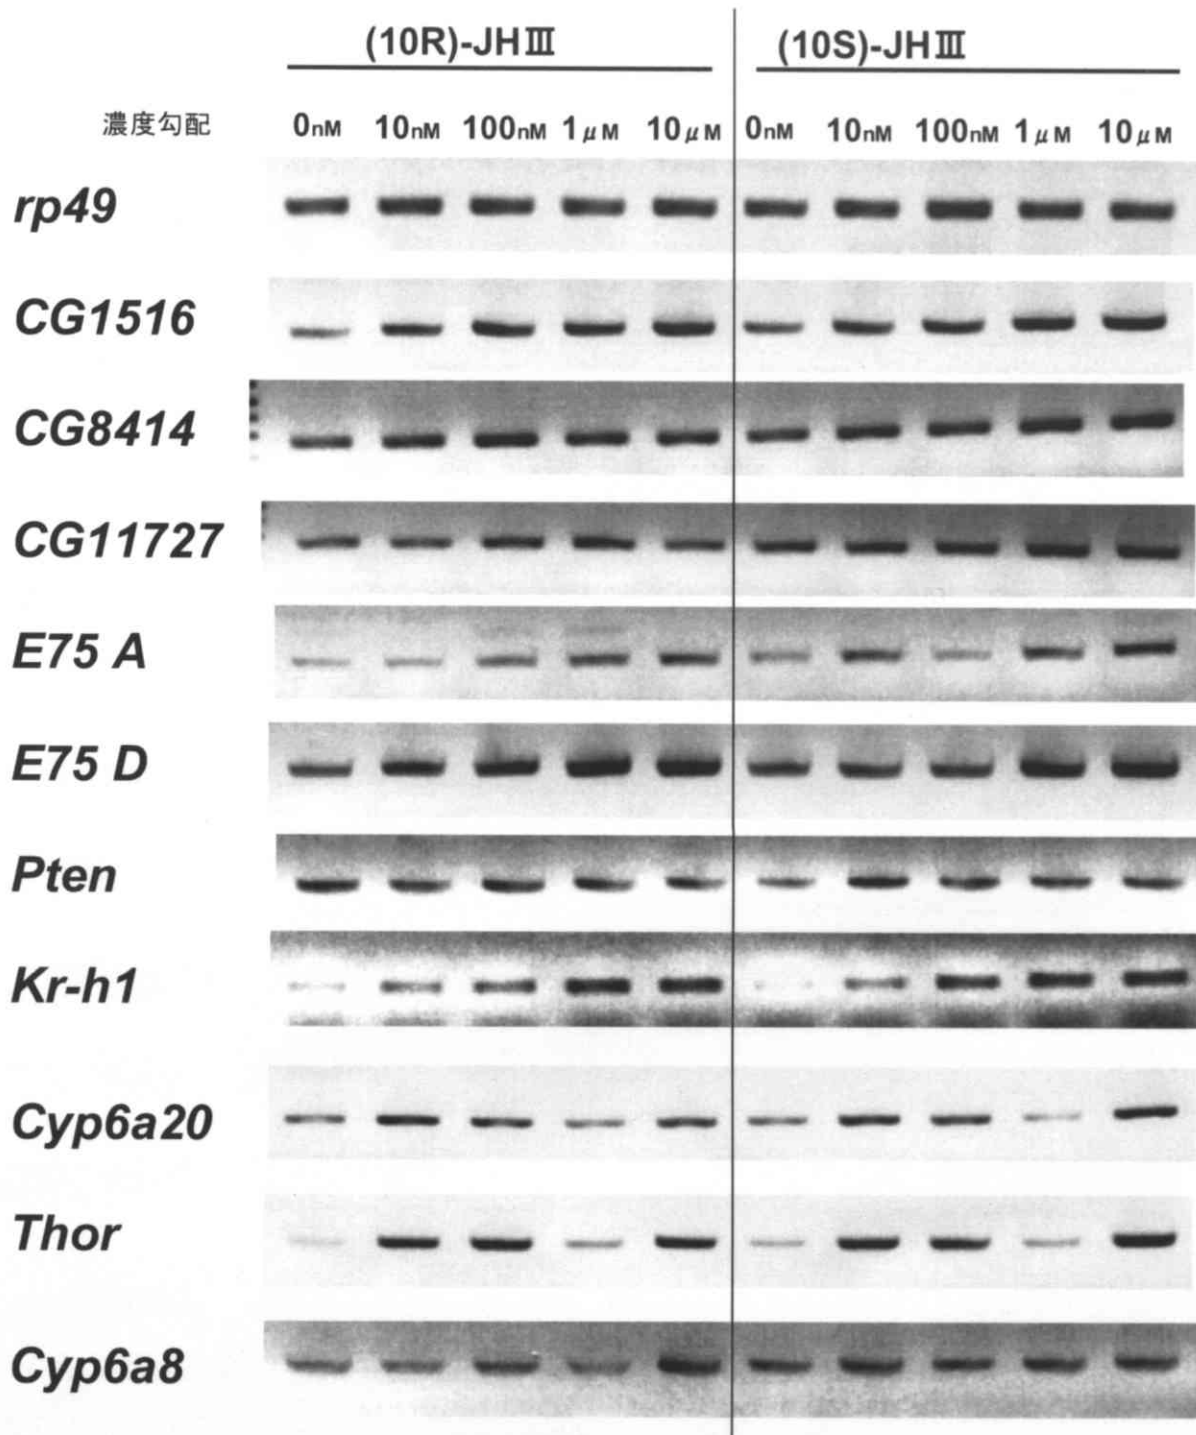 (10R)-JHⅢ (10S)-JHⅢ
濃度勾配 0nM 10nM 100nM 1μM 10μM 0nM 10nM 100nM 1μM 10μM
rp49
CG1516
CG8414
CG11727
E75 A
E75 D
Pten
Kr-h1
Cyp6a20
Thor
Cyp6a8